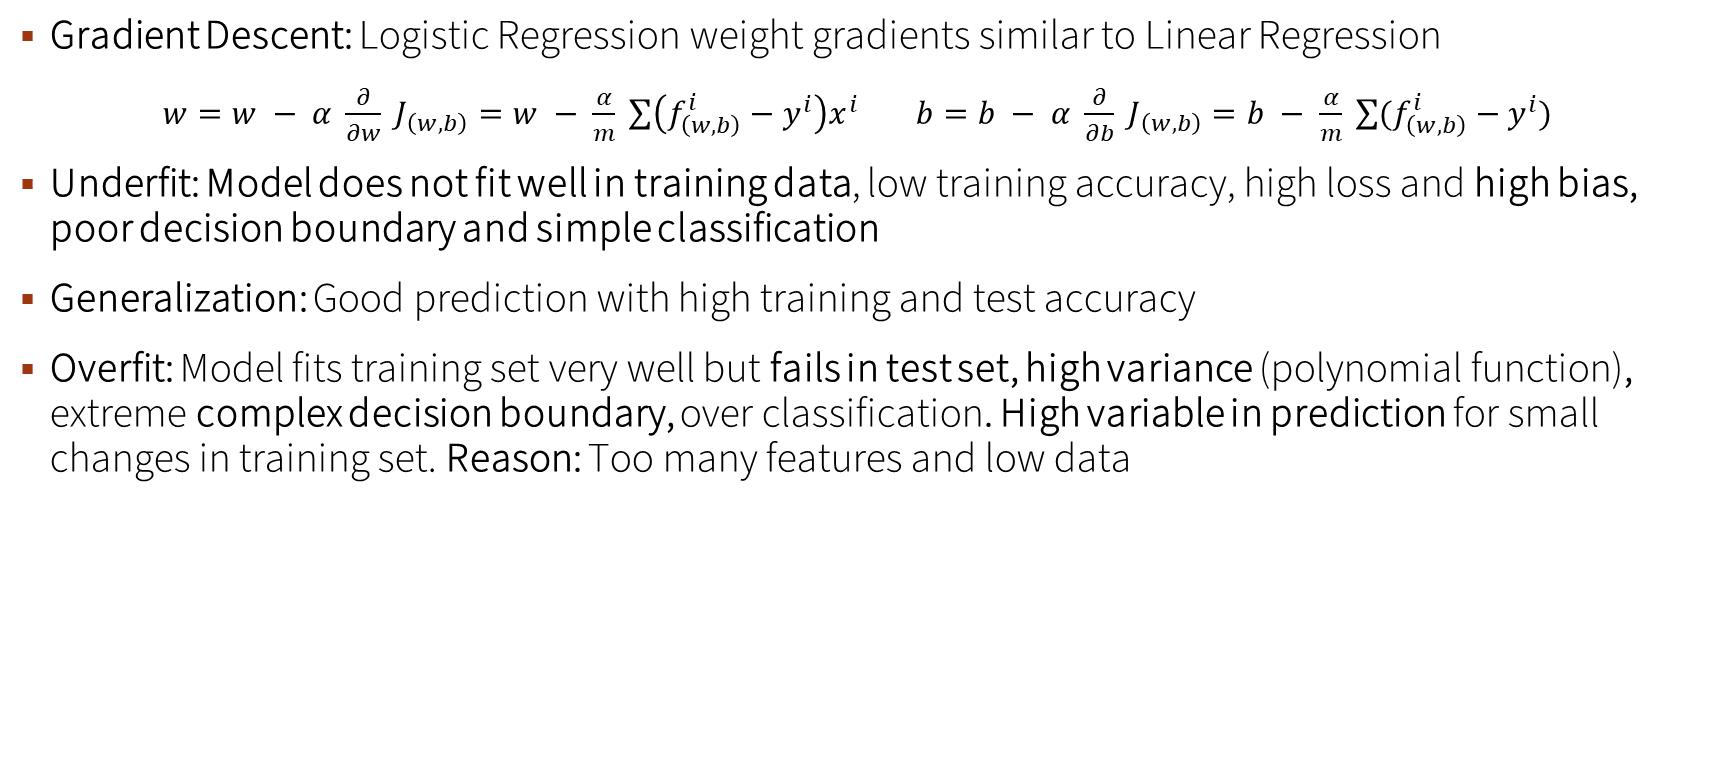 ▪ Gradient Descent: Logistic Regression weight gradients similar to Linear Regression
w = w − α ∂/∂w J_(w,b) = w − α/m Σ(f^i_(w,b) − y^i)x^i    b = b − α ∂/∂b J_(w,b) = b − α/m Σ(f^i_(w,b) − y^i)
▪ Underfit: Model does not fit well in training data, low training accuracy, high loss and high bias,
poor decision boundary and simple classification
▪ Generalization: Good prediction with high training and test accuracy
▪ Overfit: Model fits training set very well but fails in test set, high variance (polynomial function),
extreme complex decision boundary, over classification. High variable in prediction for small
changes in training set. Reason: Too many features and low data